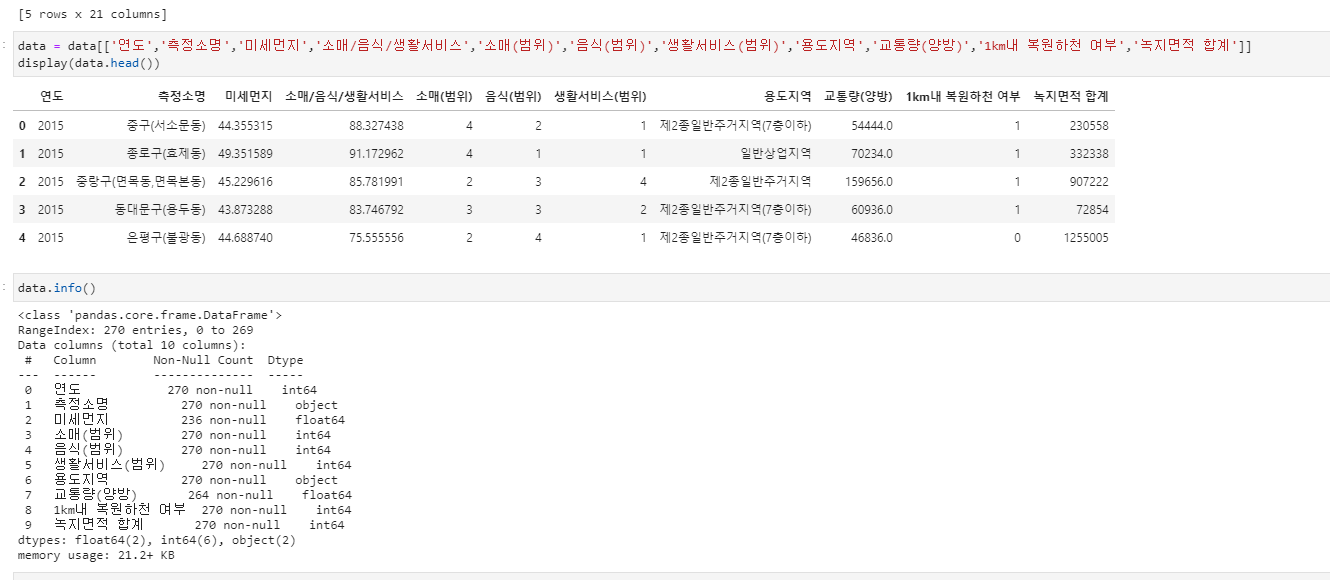 [5 rows x 21 columns]
data = data[['연도','측정소명','미세먼지','소매/음식/생활서비스','소매(범위)','음식(범위)','생활서비스(범위)','용도지역','교통량(양방)','1km내 복원하천 여부','녹지면적 합계']]
display(data.head())
연도 측정소명 미세먼지 소매/음식/생활서비스 소매(범위) 음식(범위) 생활서비스(범위) 용도지역 교통량(양방) 1km내 복원하천 여부 녹지면적 합계
0 2015 중구(서소문동) 44.355315 88.327438 4 2 1 제2종일반주거지역(7층이하) 54444.0 1 230558
1 2015 종로구(효제동) 49.351589 91.172962 4 1 1 일반상업지역 70234.0 1 332338
2 2015 중랑구(면목동,면목본동) 45.229616 85.781991 2 3 4 제2종일반주거지역 159656.0 1 907222
3 2015 동대문구(용두동) 43.873288 83.746792 3 3 2 제2종일반주거지역(7층이하) 60936.0 1 72854
4 2015 은평구(불광동) 44.688740 75.555556 2 4 1 제2종일반주거지역(7층이하) 46836.0 0 1255005
data.info()
<class 'pandas.core.frame.DataFrame'>
RangeIndex: 270 entries, 0 to 269
Data columns (total 10 columns):
# Column Non-Null Count Dtype
--- ------ -------------- -----
0 연도 270 non-null int64
1 측정소명 270 non-null object
2 미세먼지 236 non-null float64
3 소매(범위) 270 non-null int64
4 음식(범위) 270 non-null int64
5 생활서비스(범위) 270 non-null int64
6 용도지역 270 non-null object
7 교통량(양방) 264 non-null float64
8 1km내 복원하천 여부 270 non-null int64
9 녹지면적 합계 270 non-null int64
dtypes: float64(2), int64(6), object(2)
memory usage: 21.2+ KB